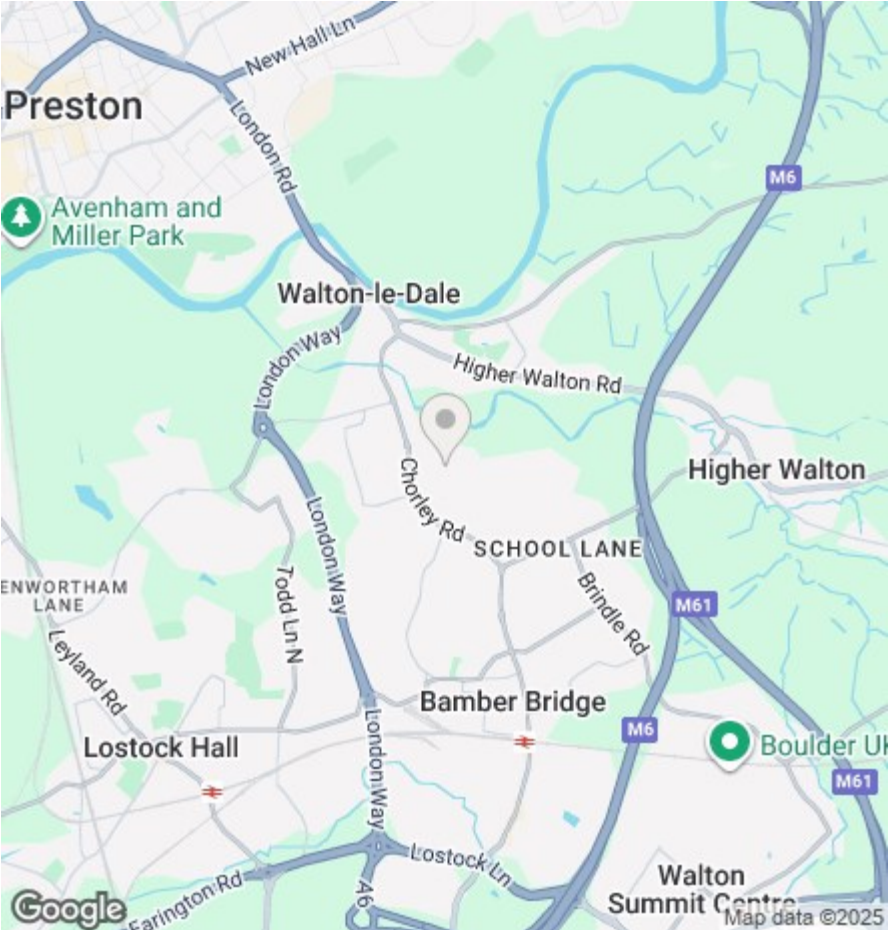 New Hall Ln
Preston
London Rd
M6
Avenham and
Miller Park
Walton-le-Dale
London Way
Higher Walton Rd
Higher Walton
Chorley Rd
SCHOOL LANE
London Way
ENWORTHAM
LANE
Todd Ln N
Brindle Rd
M61
Leyland Rd
Bamber Bridge
M6
Lostock Hall
Boulder UK
London Way
M61
Lostock Ln
Walton
Summit Centre
A6
Farington Rd
Google
Map data ©2025